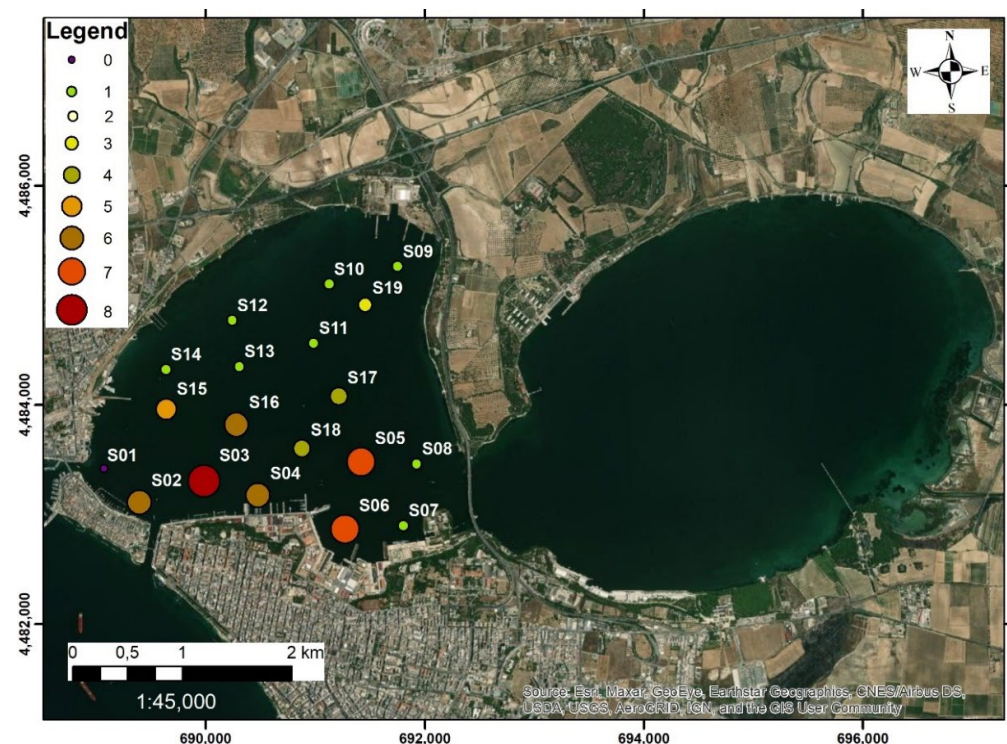 Legend
0
1
2
3
4
5
6
7
8
N
W E
S
4,486,000
4,484,000
4,482,000
S09
S10
S19
S12
S11
S14
S13
S15
S17
S16
S18
S05
S08
S01
S03
S02
S04
S06
S07
0 0,5 1 2 km
1:45,000
Source: Esri, Maxar, GeoEye, Earthstar Geographics, CNES/Airbus DS,
USDA, USGS, AeroGRID, IGN, and the GIS User Community
690,000 692,000 694,000 696,000